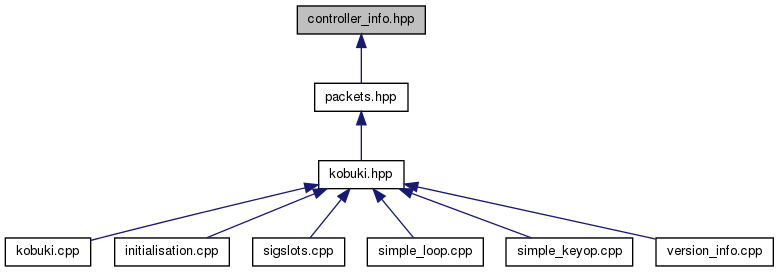 controller_info.hpp
packets.hpp
kobuki.hpp
kobuki.cpp
initialisation.cpp
sigslots.cpp
simple_loop.cpp
simple_keyop.cpp
version_info.cpp